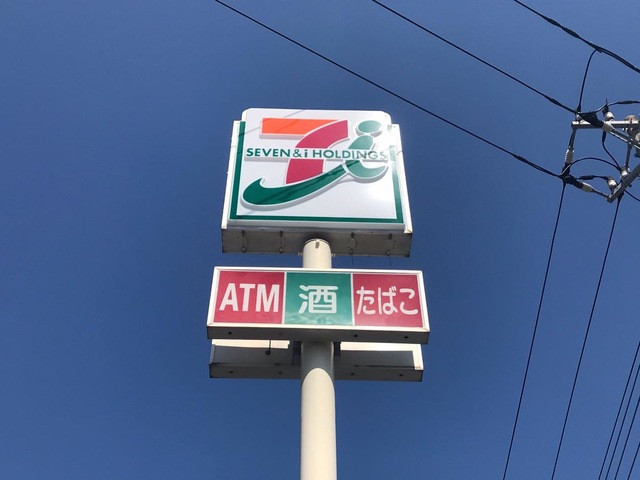 SEVEN & i HOLDINGS
ATM 酒 たばこ